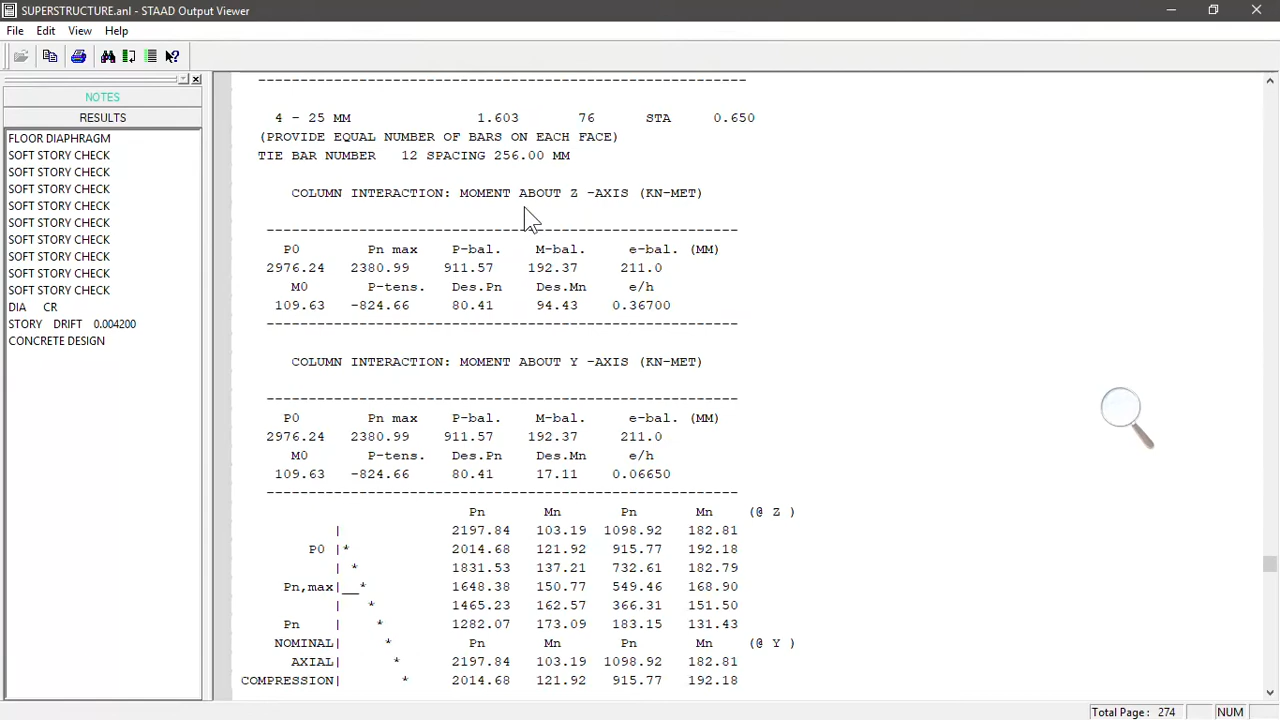 SUPERSTRUCTURE.anl - STAAD Output Viewer
File Edit View Help
NOTES
RESULTS
FLOOR DIAPHRAGM
SOFT STORY CHECK
SOFT STORY CHECK
SOFT STORY CHECK
SOFT STORY CHECK
SOFT STORY CHECK
SOFT STORY CHECK
SOFT STORY CHECK
SOFT STORY CHECK
SOFT STORY CHECK
DIA CR
STORY DRIFT 0.004200
CONCRETE DESIGN
--------------------------------------------------------
4 - 25 MM 1.603 76 STA 0.650
(PROVIDE EQUAL NUMBER OF BARS ON EACH FACE)
TIE BAR NUMBER 12 SPACING 256.00 MM
COLUMN INTERACTION: MOMENT ABOUT Z -AXIS (KN-MET)
--------------------------------------------------------
P0 Pn max P-bal. M-bal. e-bal. (MM)
2976.24 2380.99 911.57 192.37 211.0
M0 P-tens. Des.Pn Des.Mn e/h
109.63 -824.66 80.41 94.43 0.36700
--------------------------------------------------------
COLUMN INTERACTION: MOMENT ABOUT Y -AXIS (KN-MET)
--------------------------------------------------------
P0 Pn max P-bal. M-bal. e-bal. (MM)
2976.24 2380.99 911.57 192.37 211.0
M0 P-tens. Des.Pn Des.Mn e/h
109.63 -824.66 80.41 17.11 0.06650
--------------------------------------------------------
Pn Mn Pn Mn (@ Z )
| 2197.84 103.19 1098.92 182.81
P0 |* 2014.68 121.92 915.77 192.18
| * 1831.53 137.21 732.61 182.79
Pn,max|__* 1648.38 150.77 549.46 168.90
| * 1465.23 162.57 366.31 151.50
Pn | * 1282.07 173.09 183.15 131.43
NOMINAL| * Pn Mn Pn Mn (@ Y )
AXIAL| * 2197.84 103.19 1098.92 182.81
COMPRESSION| * 2014.68 121.92 915.77 192.18
Total Page: 274 NUM